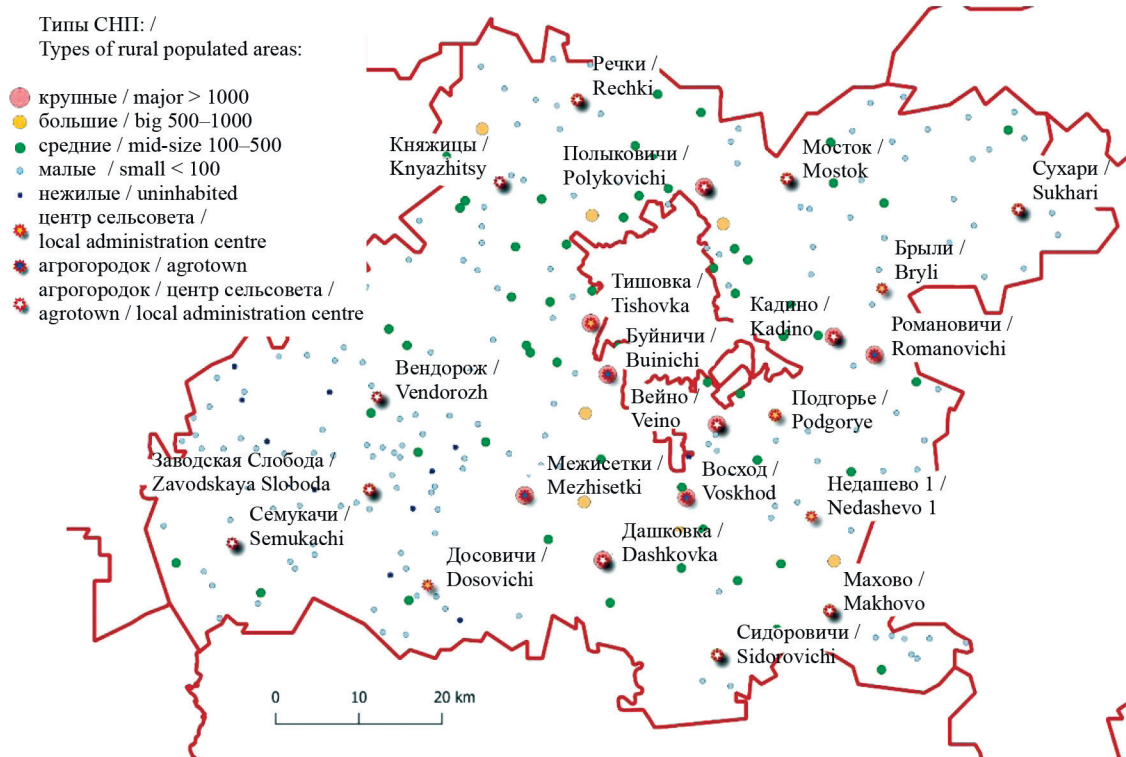 Типы СНП: /
Types of rural populated areas:
крупные / major > 1000
большие / big 500–1000
средние / mid-size 100–500
малые / small < 100
нежилые / uninhabited
центр сельсовета /
local administration centre
агрогородок / agrotown
агрогородок / центр сельсовета /
agrotown / local administration centre
Речки /
Rechki
Княжицы /
Knyazhitsy
Полыковичи /
Polykovichi
Мосток /
Mostok
Сухари /
Sukhari
Брыли /
Bryli
Тишовка /
Tishovka
Кадино /
Kadino
Романовичи /
Romanovichi
Буйничи /
Buinichi
Вендорож /
Vendorozh
Вейно /
Veino
Подгорье /
Podgorye
Заводская Слобода /
Zavodskaya Sloboda
Межисетки /
Mezhisetki
Восход /
Voskhod
Недашево 1 /
Nedashevo 1
Семукачи /
Semukachi
Дашковка /
Dashkovka
Досовичи /
Dosovichi
Махово /
Makhovo
Сидоровичи /
Sidorovichi
0 10 20 km